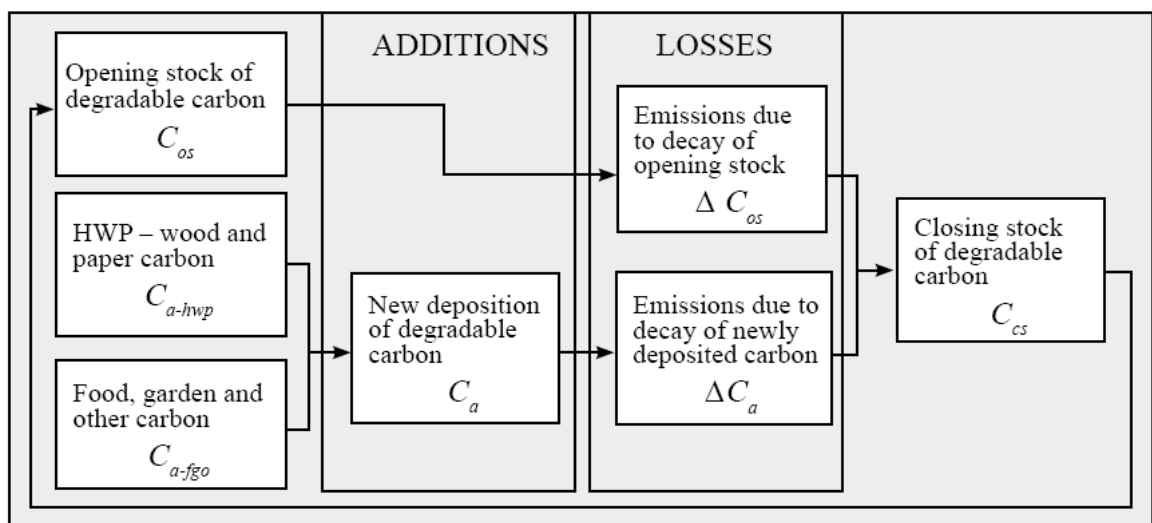 ADDITIONS
LOSSES
Opening stock of
degradable carbon
C_os
HWP – wood and
paper carbon
C_a-hwp
Food, garden and
other carbon
C_a-fgo
New deposition
of degradable
carbon
C_a
Emissions due
to decay of
opening stock
Δ C_os
Emissions due to
decay of newly
deposited carbon
ΔC_a
Closing stock
of degradable
carbon
C_cs